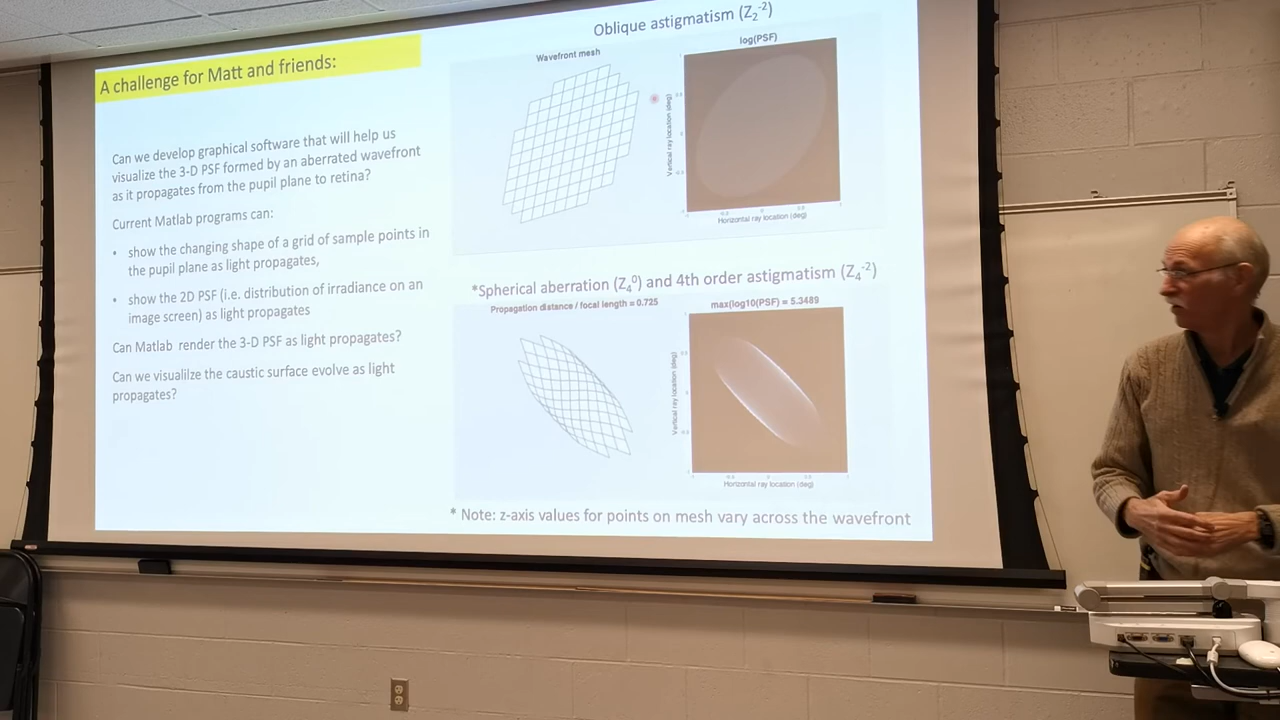 A challenge for Matt and friends:
Can we develop graphical software that will help us
visualize the 3-D PSF formed by an aberrated wavefront
as it propagates from the pupil plane to retina?
Current Matlab programs can:
• show the changing shape of a grid of sample points in
the pupil plane as light propagates,
• show the 2D PSF (i.e. distribution of irradiance on an
image screen) as light propagates
Can Matlab render the 3-D PSF as light propagates?
Can we visualilze the caustic surface evolve as light
propagates?
Oblique astigmatism (Z₂⁻²)
Wavefront mesh
log(PSF)
Vertical ray location (deg)
Horizontal ray location (deg)
*Spherical aberration (Z₄⁰) and 4th order astigmatism (Z₄⁻²)
Propagation distance / focal length = 0.725
max(log10(PSF) = 5.3489
Vertical ray location (deg)
Horizontal ray location (deg)
* Note: z-axis values for points on mesh vary across the wavefront